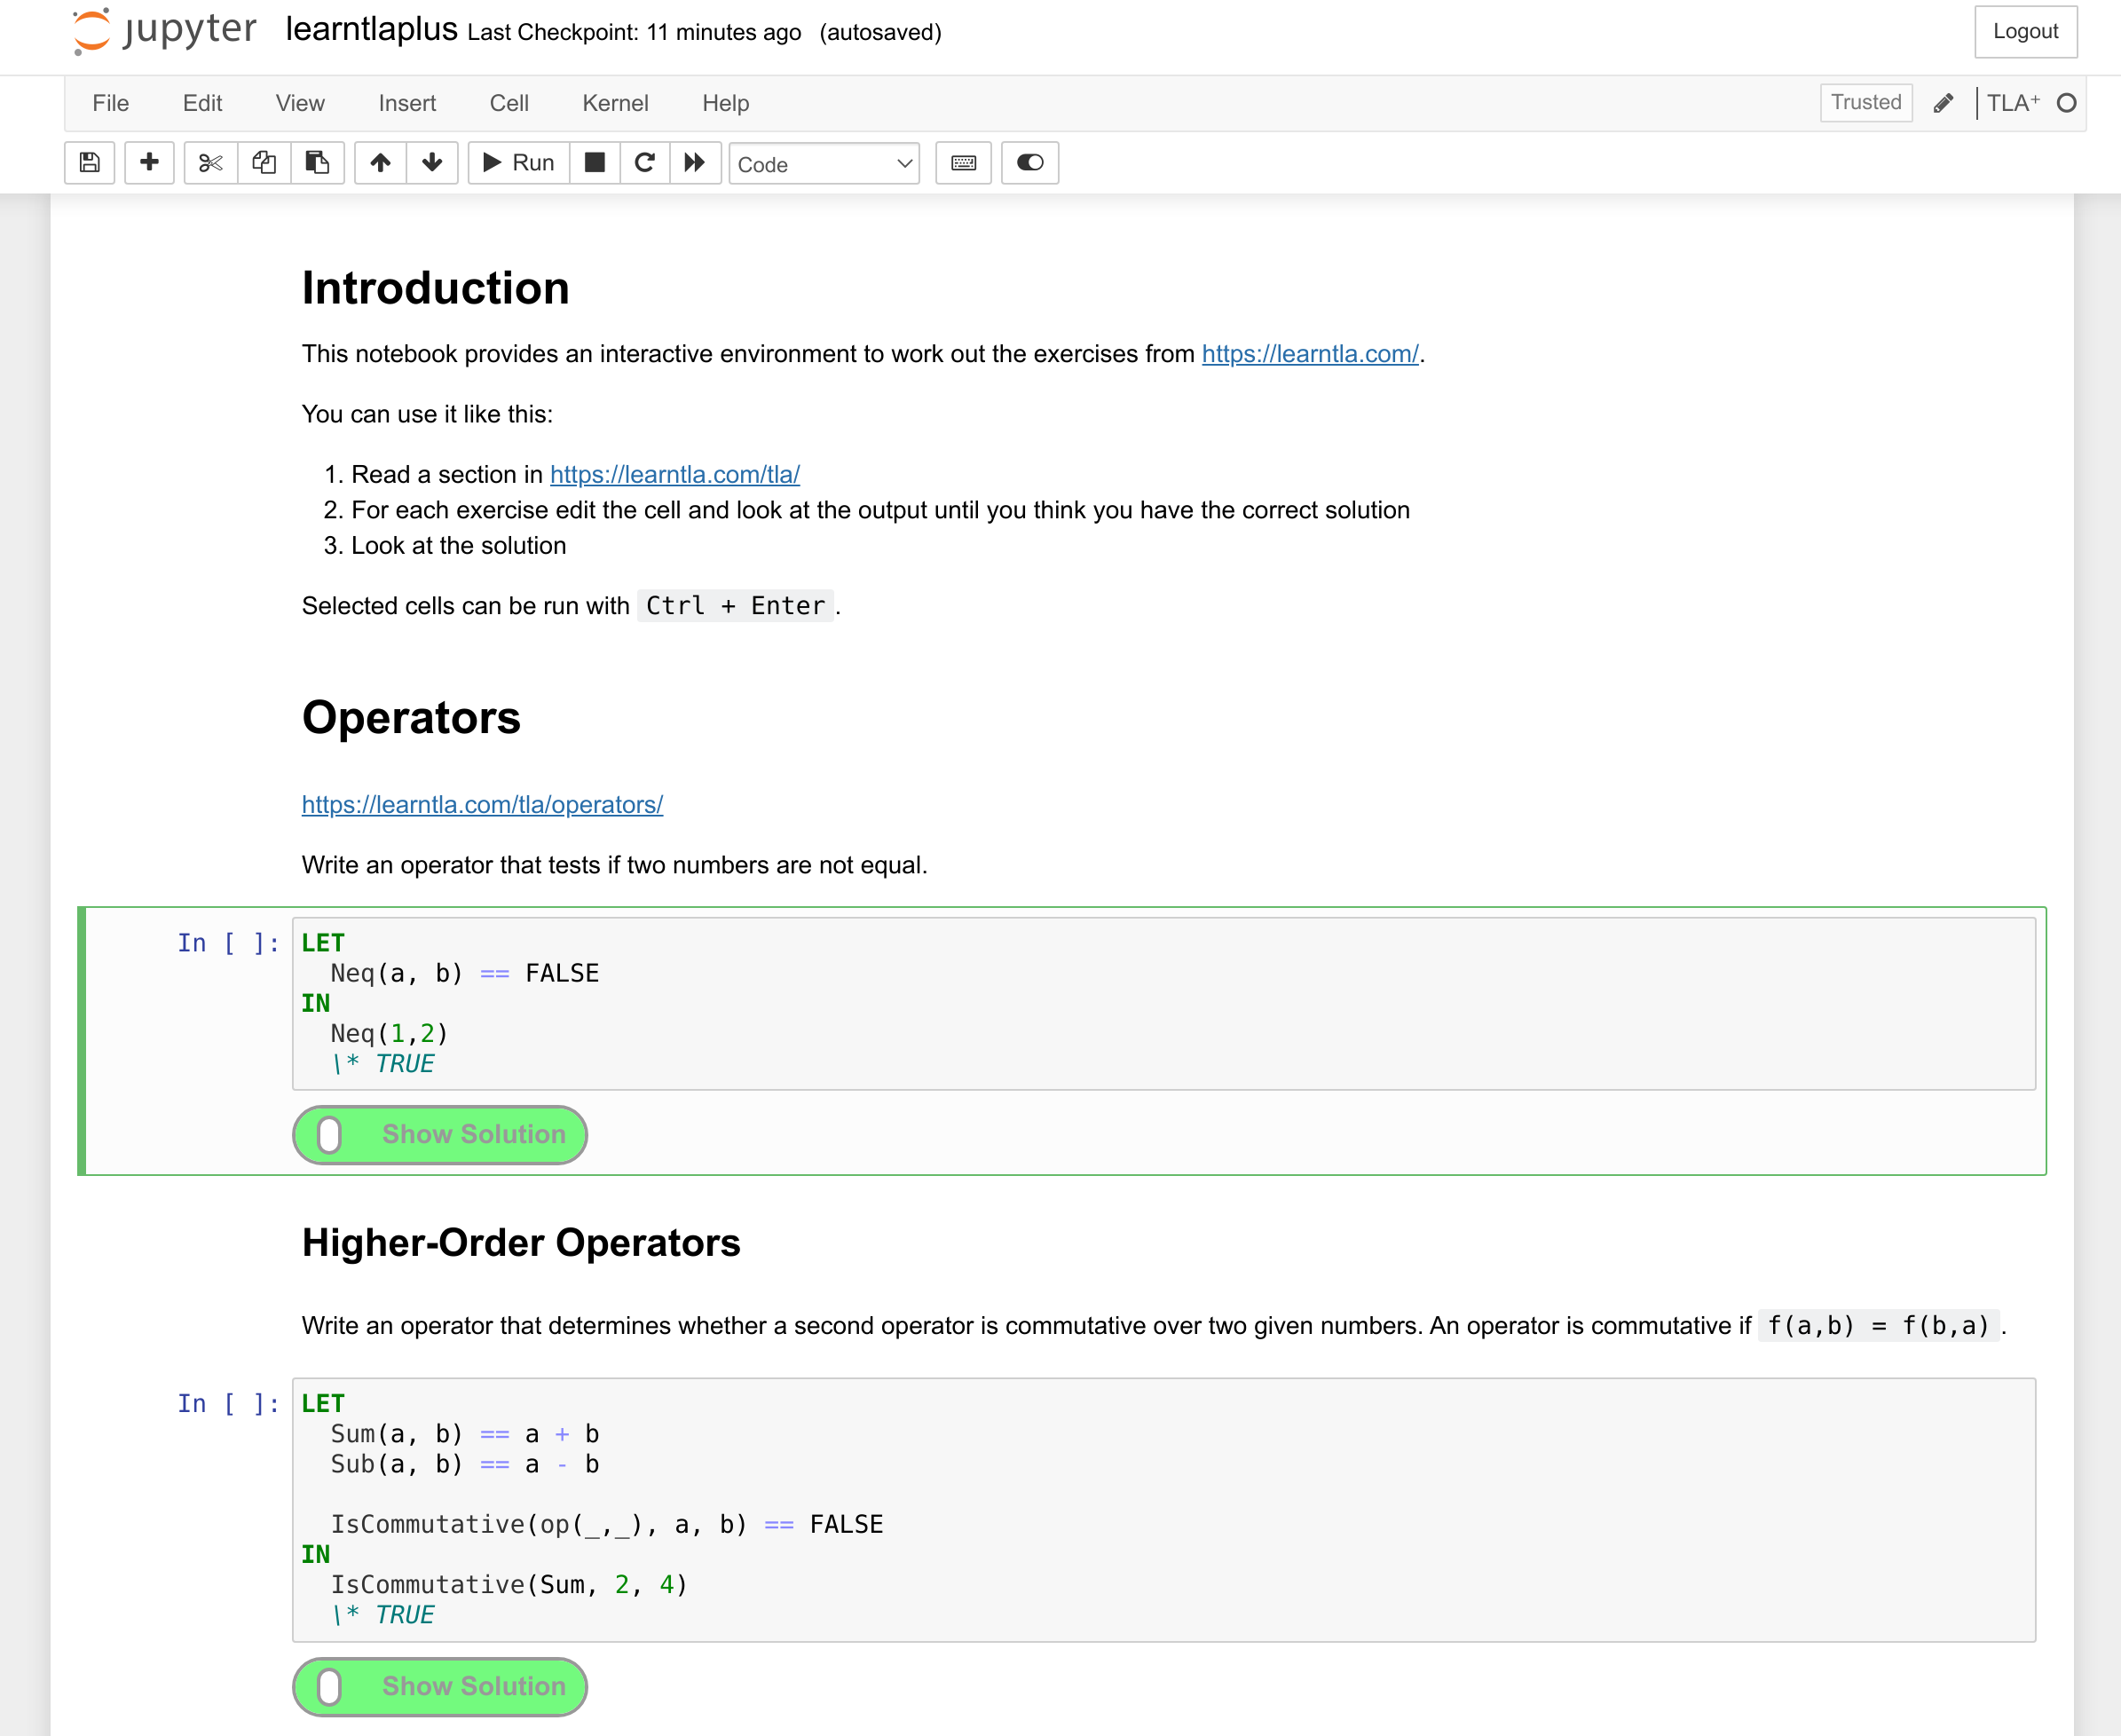 jupyter learntlaplus Last Checkpoint: 11 minutes ago (autosaved) Logout
File Edit View Insert Cell Kernel Help Trusted TLA⁺
Run Code
Introduction
This notebook provides an interactive environment to work out the exercises from https://learntla.com/.
You can use it like this:
1. Read a section in https://learntla.com/tla/
2. For each exercise edit the cell and look at the output until you think you have the correct solution
3. Look at the solution
Selected cells can be run with Ctrl + Enter .
Operators
https://learntla.com/tla/operators/
Write an operator that tests if two numbers are not equal.
In [ ]: LET
Neq(a, b) == FALSE
IN
Neq(1,2)
\* TRUE
Show Solution
Higher-Order Operators
Write an operator that determines whether a second operator is commutative over two given numbers. An operator is commutative if f(a,b) = f(b,a) .
In [ ]: LET
Sum(a, b) == a + b
Sub(a, b) == a - b
IsCommutative(op(_,_), a, b) == FALSE
IN
IsCommutative(Sum, 2, 4)
\* TRUE
Show Solution